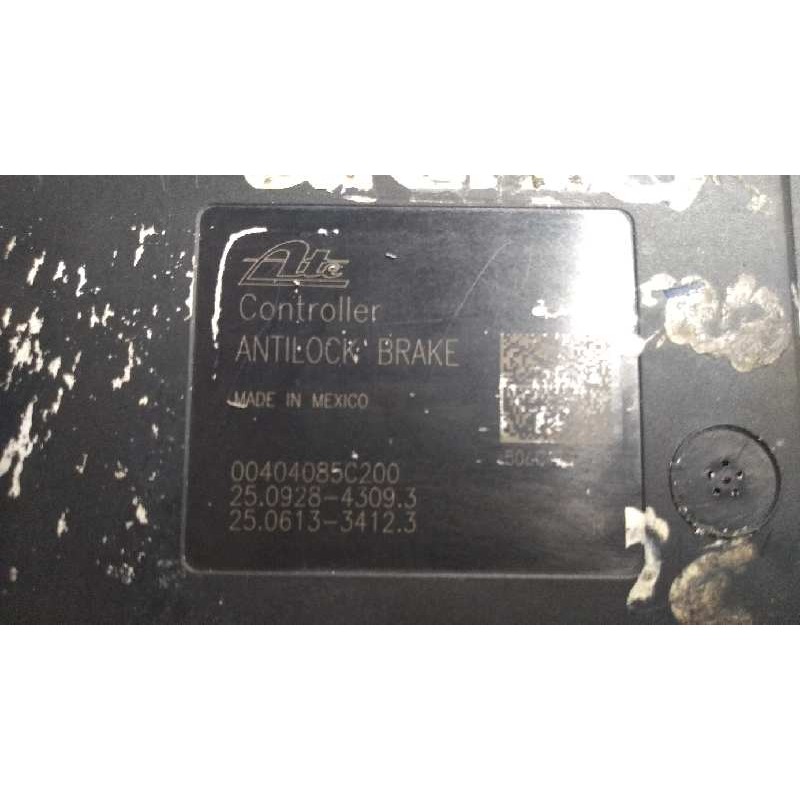 Ate
Controller
ANTILOCK BRAKE
MADE IN MEXICO
00404085C200
25.0928-4309.3
25.0613-3412.3